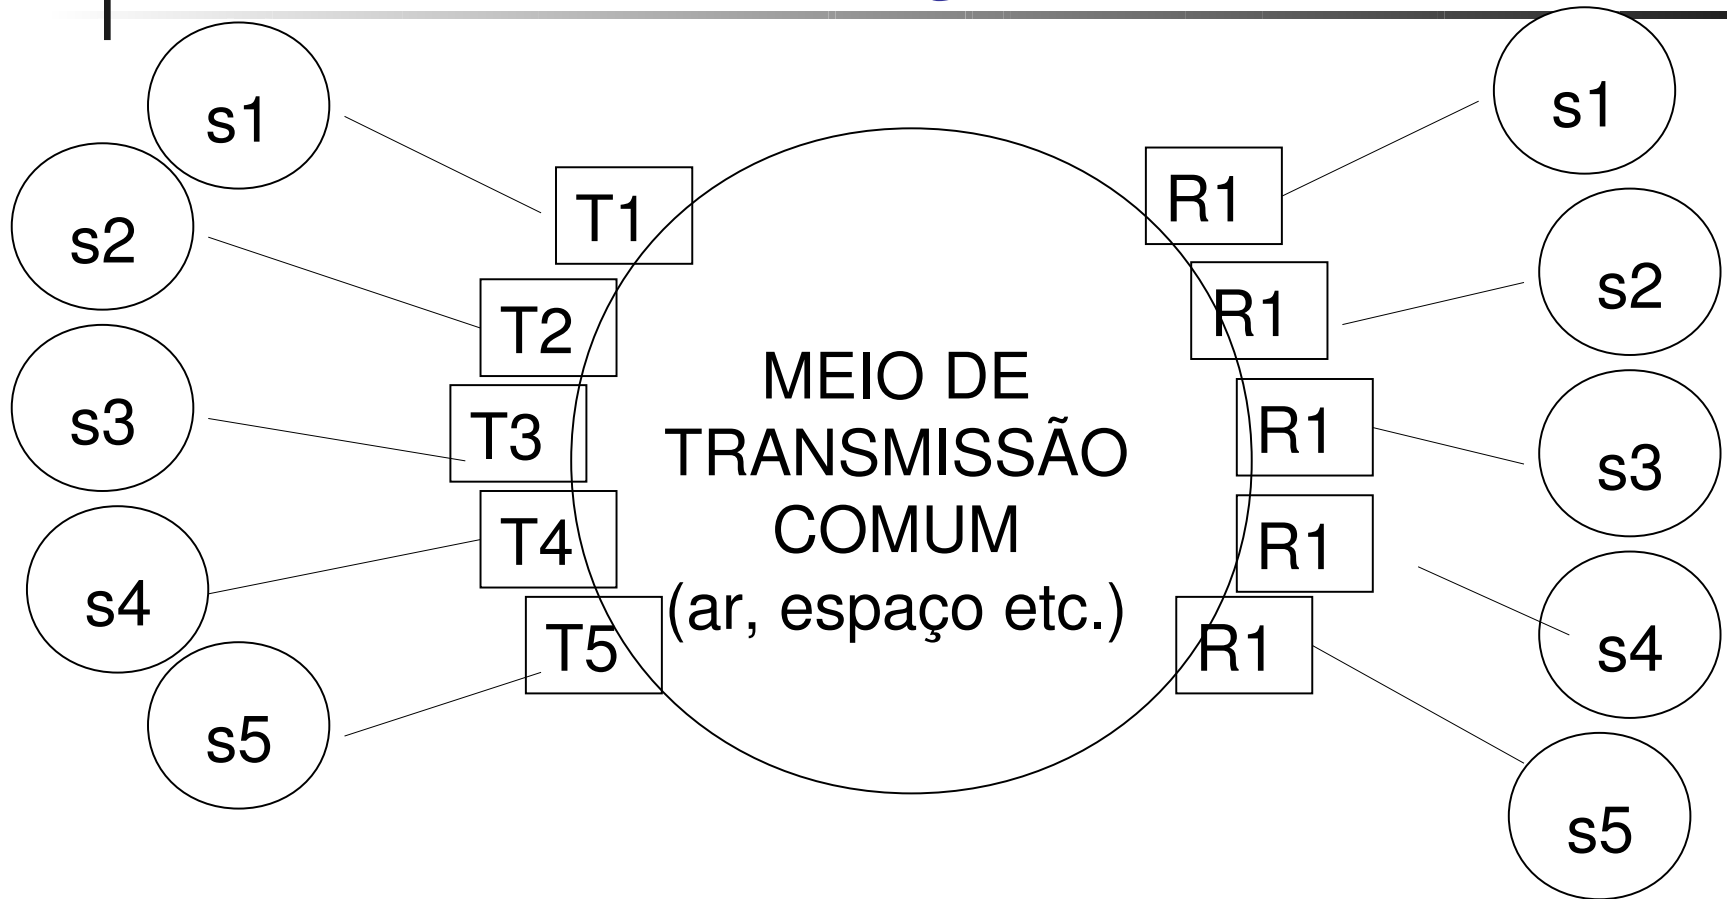 s1
s2
s3
s4
s5
T1
T2
T3
T4
T5
MEIO DE
TRANSMISSÃO
COMUM
(ar, espaço etc.)
R1
R1
R1
R1
R1
s1
s2
s3
s4
s5